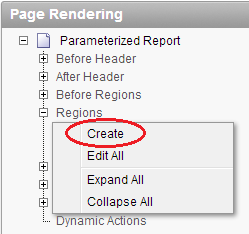 Page Rendering
Parameterized Report
Before Header
After Header
Before Regions
Regions
Create
Edit All
Expand All
Collapse All
Dynamic Actions